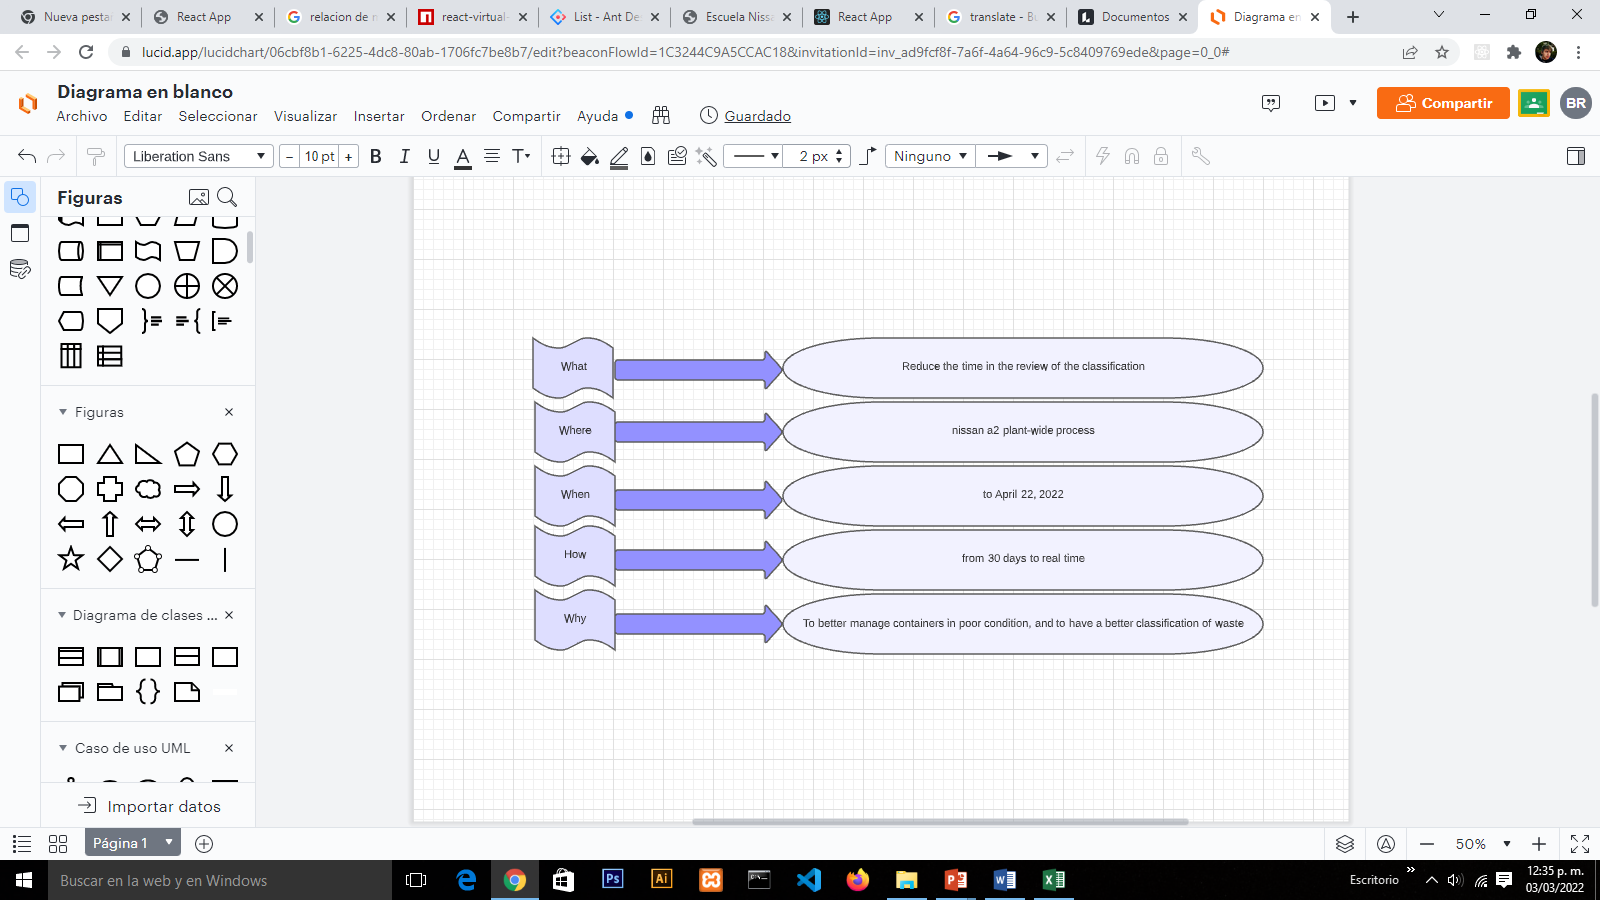 Nueva pesta
React App
relacion de n
react-virtual-
List - Ant De
Escuela Niss
React App
translate - Bu
Documentos
Diagrama en
lucid.app/lucidchart/06cbf8b1-6225-4dc8-80ab-1706fc7be8b7/edit?beaconFlowId=1C3244C9A5CCAC18&invitationId=inv_ad9fcf8f-7a6f-4a64-96c9-5c8409769ede&page=0_0#
Diagrama en blanco
Archivo Editar Seleccionar Visualizar Insertar Ordenar Compartir Ayuda Guardado
Compartir
BR
Liberation Sans
10 pt
B I U A T
2 px
Ninguno
Figuras
Figuras
Diagrama de clases ...
Caso de uso UML
Importar datos
What
Reduce the time in the review of the classification
Where
nissan a2 plant-wide process
When
to April 22, 2022
How
from 30 days to real time
Why
To better manage containers in poor condition, and to have a better classification of waste
Página 1
50%
Buscar en la web y en Windows
Ps
Ai
Escritorio
12:35 p. m.
03/03/2022